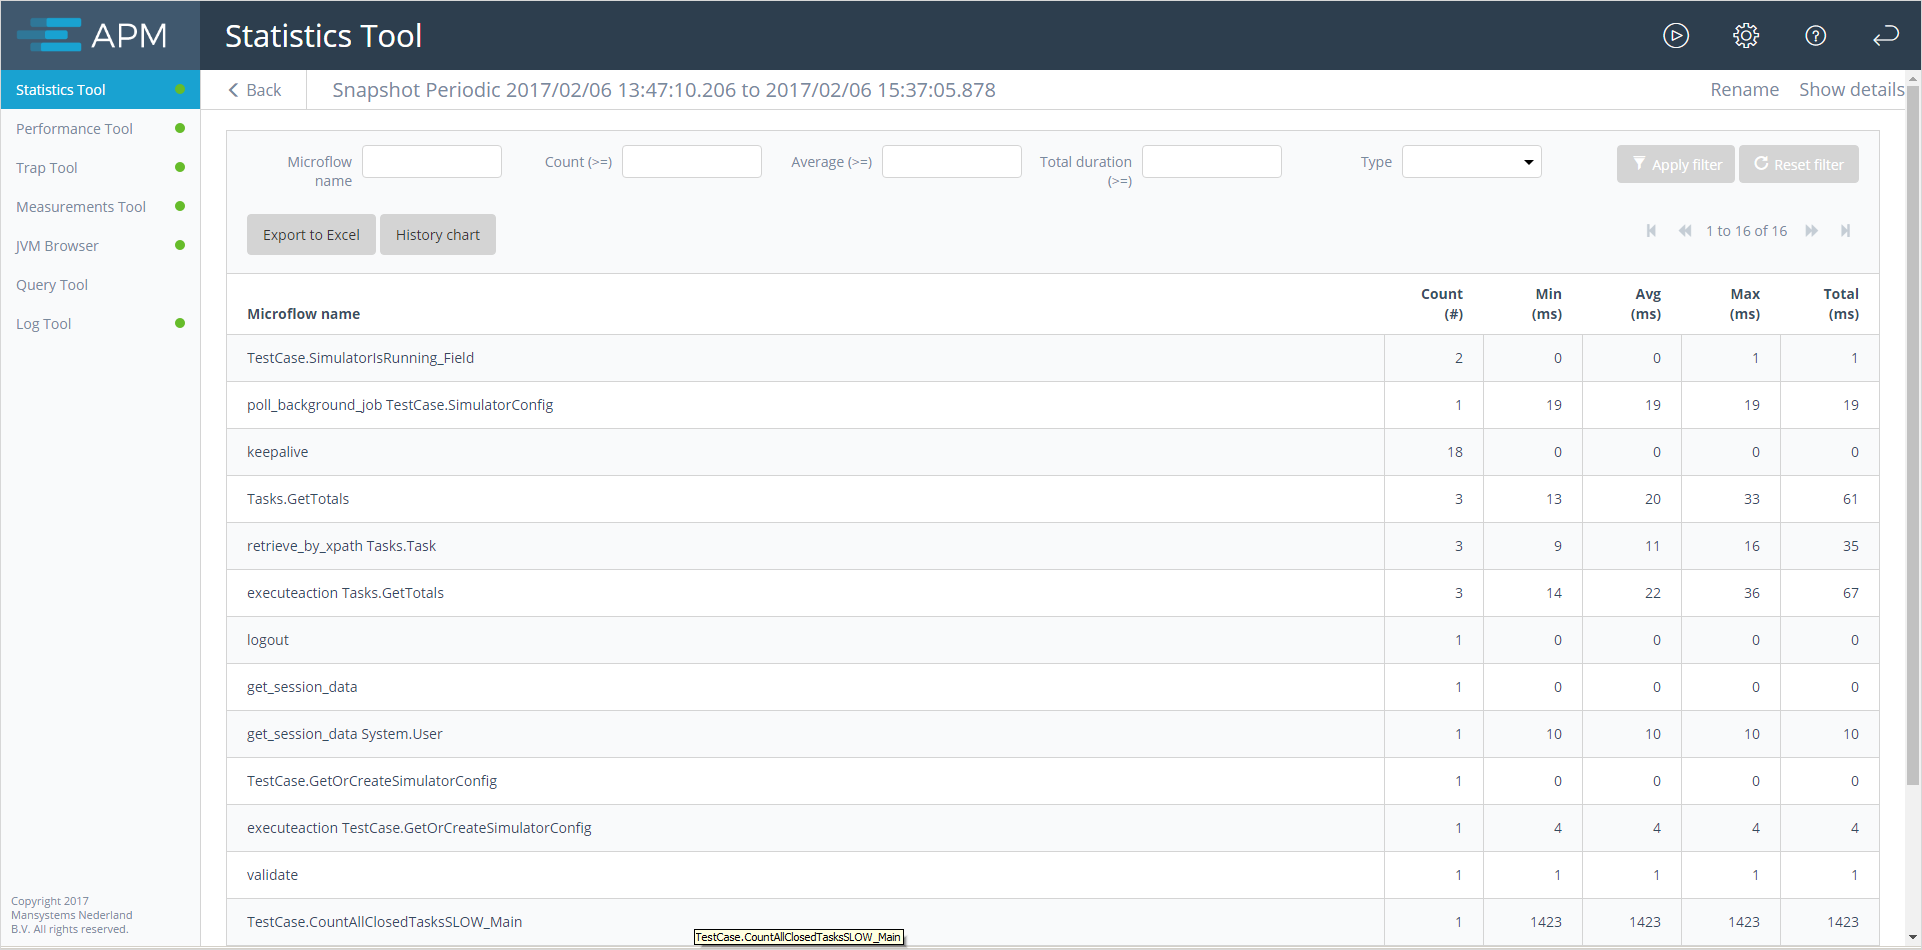 APM
Statistics Tool
Statistics Tool
Performance Tool
Trap Tool
Measurements Tool
JVM Browser
Query Tool
Log Tool
Copyright 2017
Mansystems Nederland
B.V. All rights reserved.
Back
Snapshot Periodic 2017/02/06 13:47:10.206 to 2017/02/06 15:37:05.878
Rename Show details
Microflow name
Count (>=)
Average (>=)
Total duration (>=)
Type
Apply filter
Reset filter
Export to Excel
History chart
1 to 16 of 16
Microflow name Count (#) Min (ms) Avg (ms) Max (ms) Total (ms)
TestCase.SimulatorIsRunning_Field 2 0 0 1 1
poll_background_job TestCase.SimulatorConfig 1 19 19 19 19
keepalive 18 0 0 0 0
Tasks.GetTotals 3 13 20 33 61
retrieve_by_xpath Tasks.Task 3 9 11 16 35
executeaction Tasks.GetTotals 3 14 22 36 67
logout 1 0 0 0 0
get_session_data 1 0 0 0 0
get_session_data System.User 1 10 10 10 10
TestCase.GetOrCreateSimulatorConfig 1 0 0 0 0
executeaction TestCase.GetOrCreateSimulatorConfig 1 4 4 4 4
validate 1 1 1 1 1
TestCase.CountAllClosedTasksSLOW_Main 1 1423 1423 1423 1423
TestCase.CountAllClosedTasksSLOW_Main